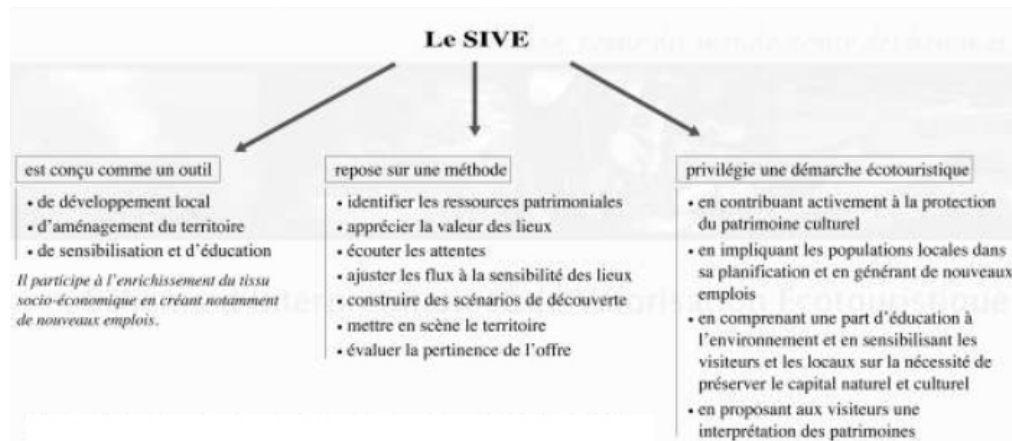 Le SIVE
est conçu comme un outil
• de développement local
• d'aménagement du territoire
• de sensibilisation et d'éducation
Il participe à l'enrichissement du tissu
socio-économique en créant notamment
de nouveaux emplois.
repose sur une méthode
• identifier les ressources patrimoniales
• apprécier la valeur des lieux
• écouter les attentes
• ajuster les flux à la sensibilité des lieux
• construire des scénarios de découverte
• mettre en scène le territoire
• évaluer la pertinence de l'offre
privilégie une démarche écotouristique
• en contribuant activement à la protection
du patrimoine culturel
• en impliquant les populations locales dans
sa planification et en générant de nouveaux
emplois
• en comprenant une part d'éducation à
l'environnement et en sensibilisant les
visiteurs et les locaux sur la nécessité de
préserver le capital naturel et culturel
• en proposant aux visiteurs une
interprétation des patrimoines
Écotouristique